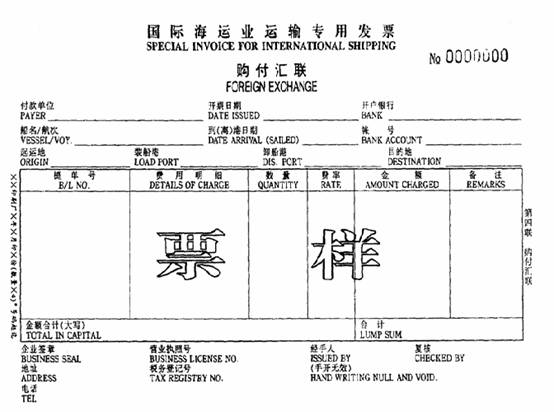 国际海运业运输专用发票
SPECIAL INVOICE FOR INTERNATIONAL SHIPPING
No 0000000
购付汇联
FOREIGN EXCHANGE
付款单位 开票日期 开户银行
PAYER DATE ISSUED BANK
船名/航次 到(离)港日期 账 号
VESSEL/VOY. DATE ARRIVAL (SAILED) BANK ACCOUNT
起运地 装船港 卸船港 目的地
ORIGIN LOAD PORT DIS. PORT DESTINATION
提 单 号 费 用 明 细 数 量 费 率 金 额 备 注
B/L NO. DETAILS OF CHARGE QUANTITY RATE AMOUNT CHARGED REMARKS
票 样
第四联 购付汇联
金额合计(大写) 合 计
TOTAL IN CAPITAL LUMP SUM
企业签章 营业执照号 经手人 复核
BUSINESS SEAL BUSINESS LICENSE NO. ISSUED BY CHECKED BY
地址 税务登记号 (手开无效)
ADDRESS TAX REGISTRY NO. HAND WRITING NULL AND VOID.
电话
TEL